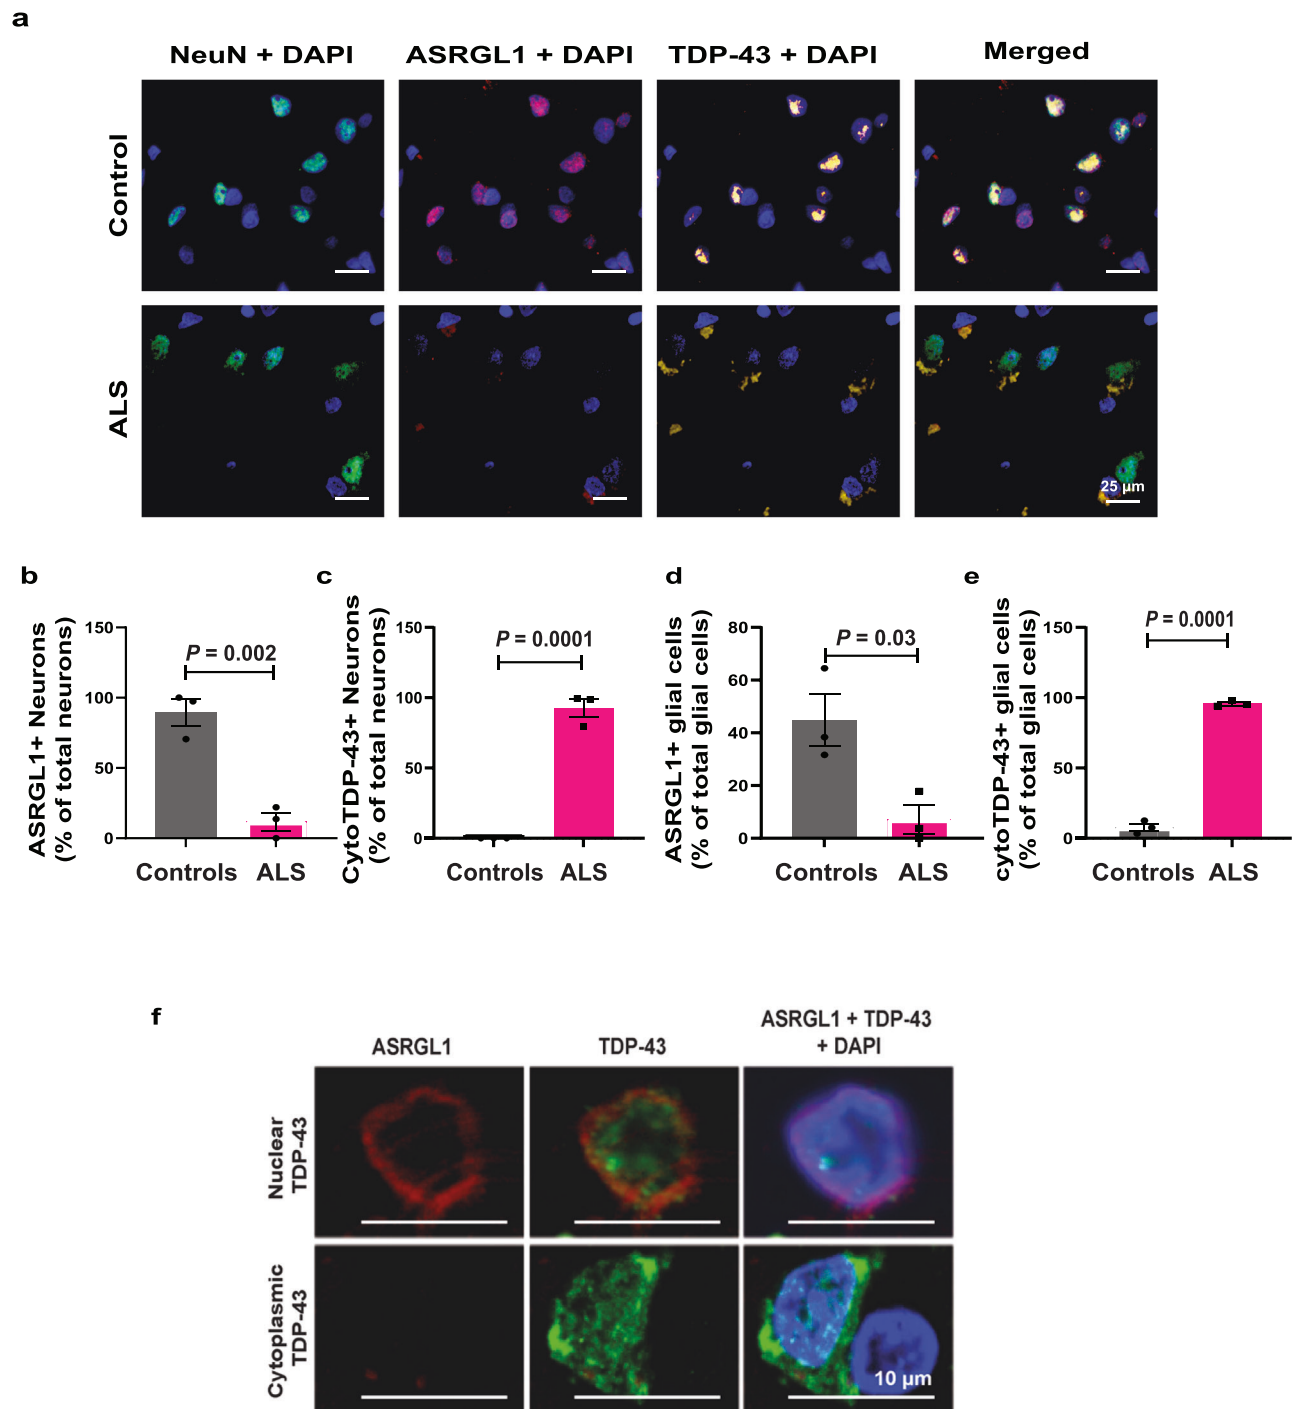 a
NeuN + DAPI
ASRGL1 + DAPI
TDP-43 + DAPI
Merged
Control
ALS
25 µm
b
ASRGL1+ Neurons
(% of total neurons)
150
100
50
0
P = 0.002
Controls
ALS
c
CytoTDP-43+ Neurons
(% of total neurons)
150
100
50
0
P = 0.0001
Controls
ALS
d
ASRGL1+ glial cells
(% of total glial cells)
80
60
40
20
0
P = 0.03
Controls
ALS
e
cytoTDP-43+ glial cells
(% of total glial cells)
150
100
50
0
P = 0.0001
Controls
ALS
f
ASRGL1
TDP-43
ASRGL1 + TDP-43
+ DAPI
Nuclear
TDP-43
Cytoplasmic
TDP-43
10 µm